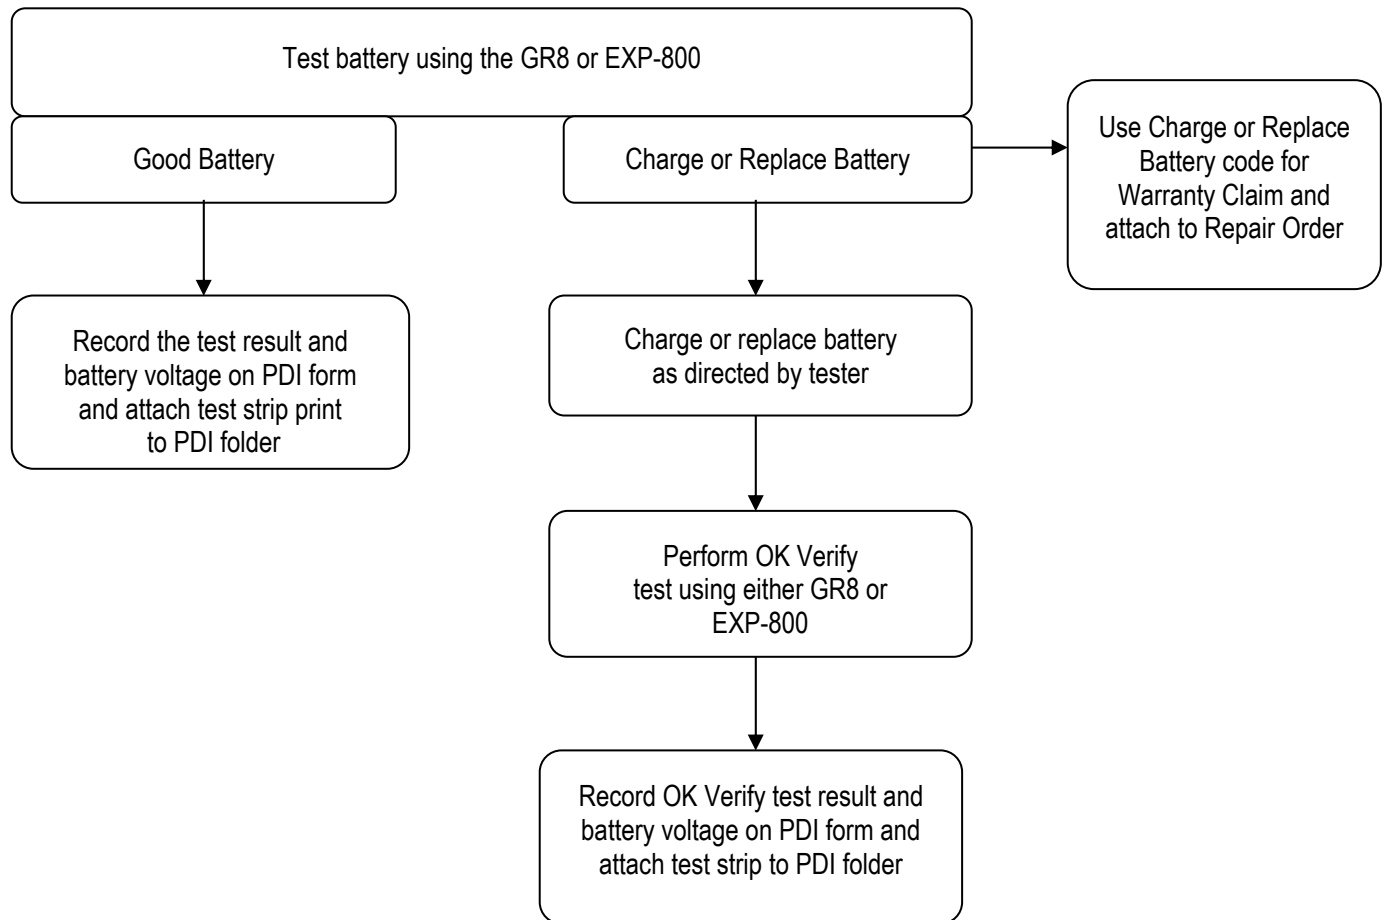 Test battery using the GR8 or EXP-800
Good Battery
Charge or Replace Battery
Use Charge or Replace
Battery code for
Warranty Claim and
attach to Repair Order
Record the test result and
battery voltage on PDI form
and attach test strip print
to PDI folder
Charge or replace battery
as directed by tester
Perform OK Verify
test using either GR8 or
EXP-800
Record OK Verify test result and
battery voltage on PDI form and
attach test strip to PDI folder